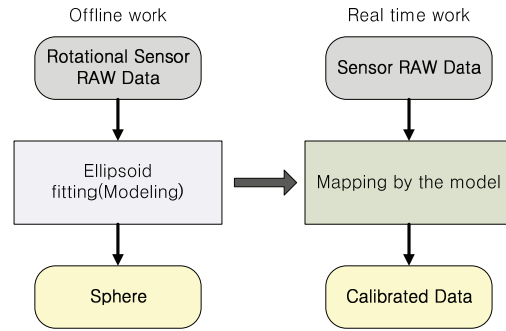 Offline work
Rotational Sensor
RAW Data
Ellipsoid
fitting(Modeling)
Sphere
Real time work
Sensor RAW Data
Mapping by the model
Calibrated Data